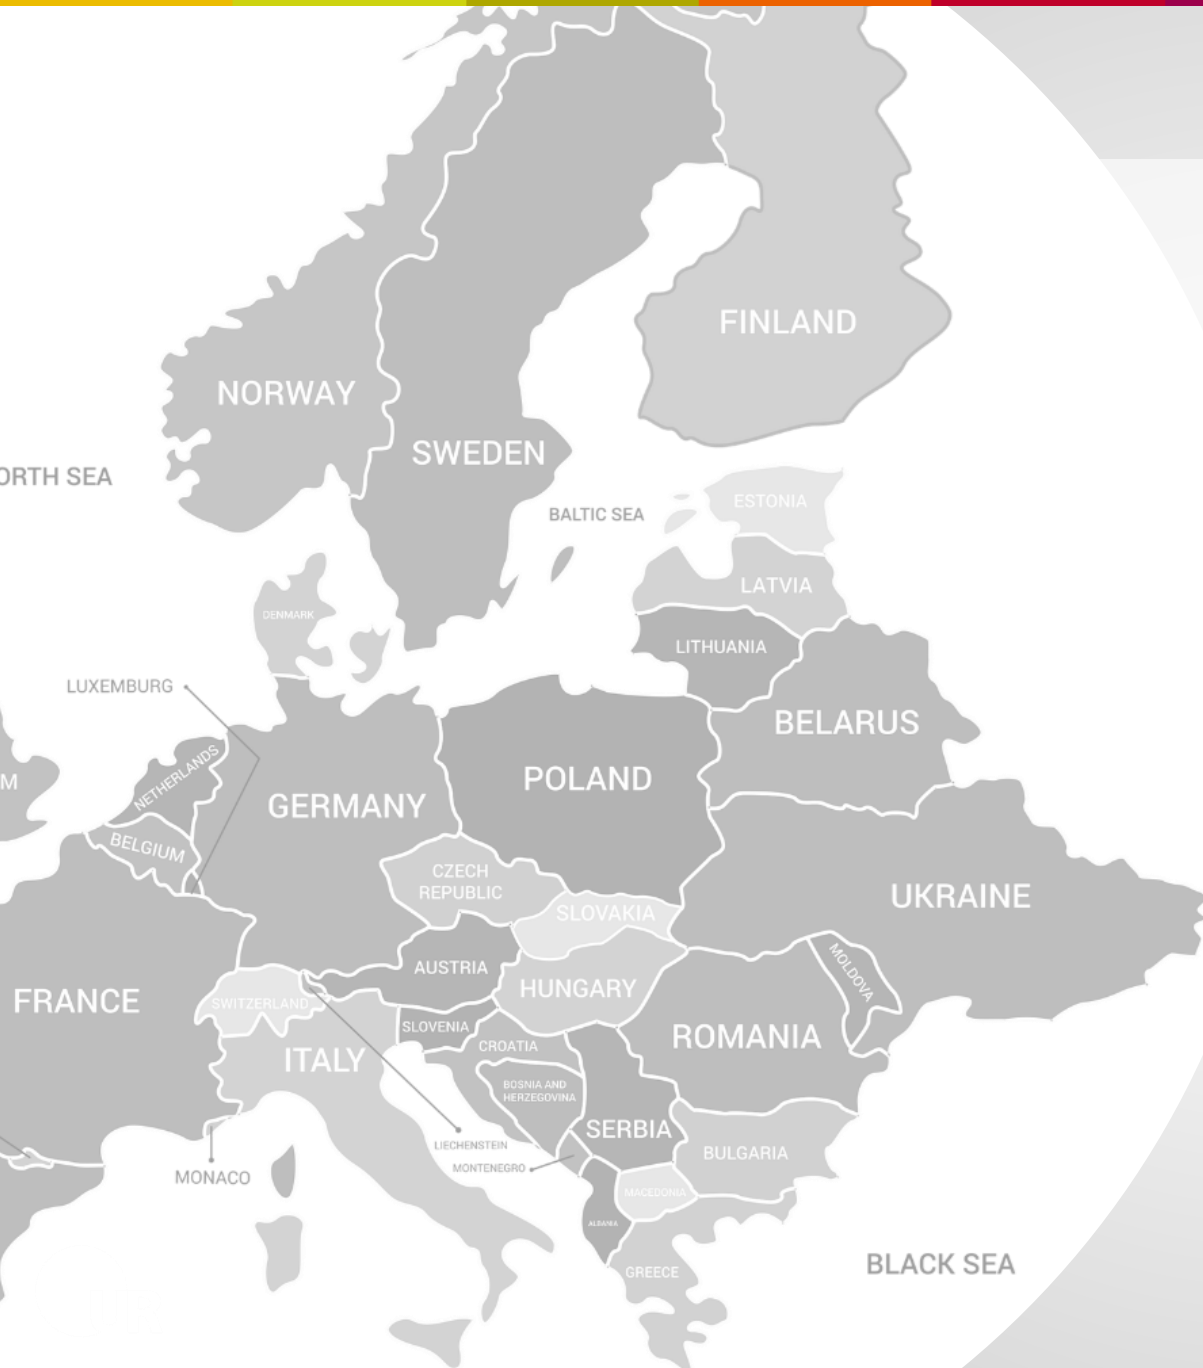 FINLAND
NORWAY
SWEDEN
ORTH SEA
ESTONIA
BALTIC SEA
LATVIA
DENMARK
LITHUANIA
LUXEMBURG
BELARUS
NETHERLANDS
M
POLAND
GERMANY
BELGIUM
CZECH
REPUBLIC
UKRAINE
SLOVAKIA
AUSTRIA
MOLDOVA
HUNGARY
FRANCE
SWITZERLAND
SLOVENIA
ROMANIA
CROATIA
ITALY
BOSNIA AND
HERZEGOVINA
SERBIA
LIECHENSTEIN
BULGARIA
MONTENEGRO
MONACO
MACEDONIA
ALBANIA
BLACK SEA
GREECE